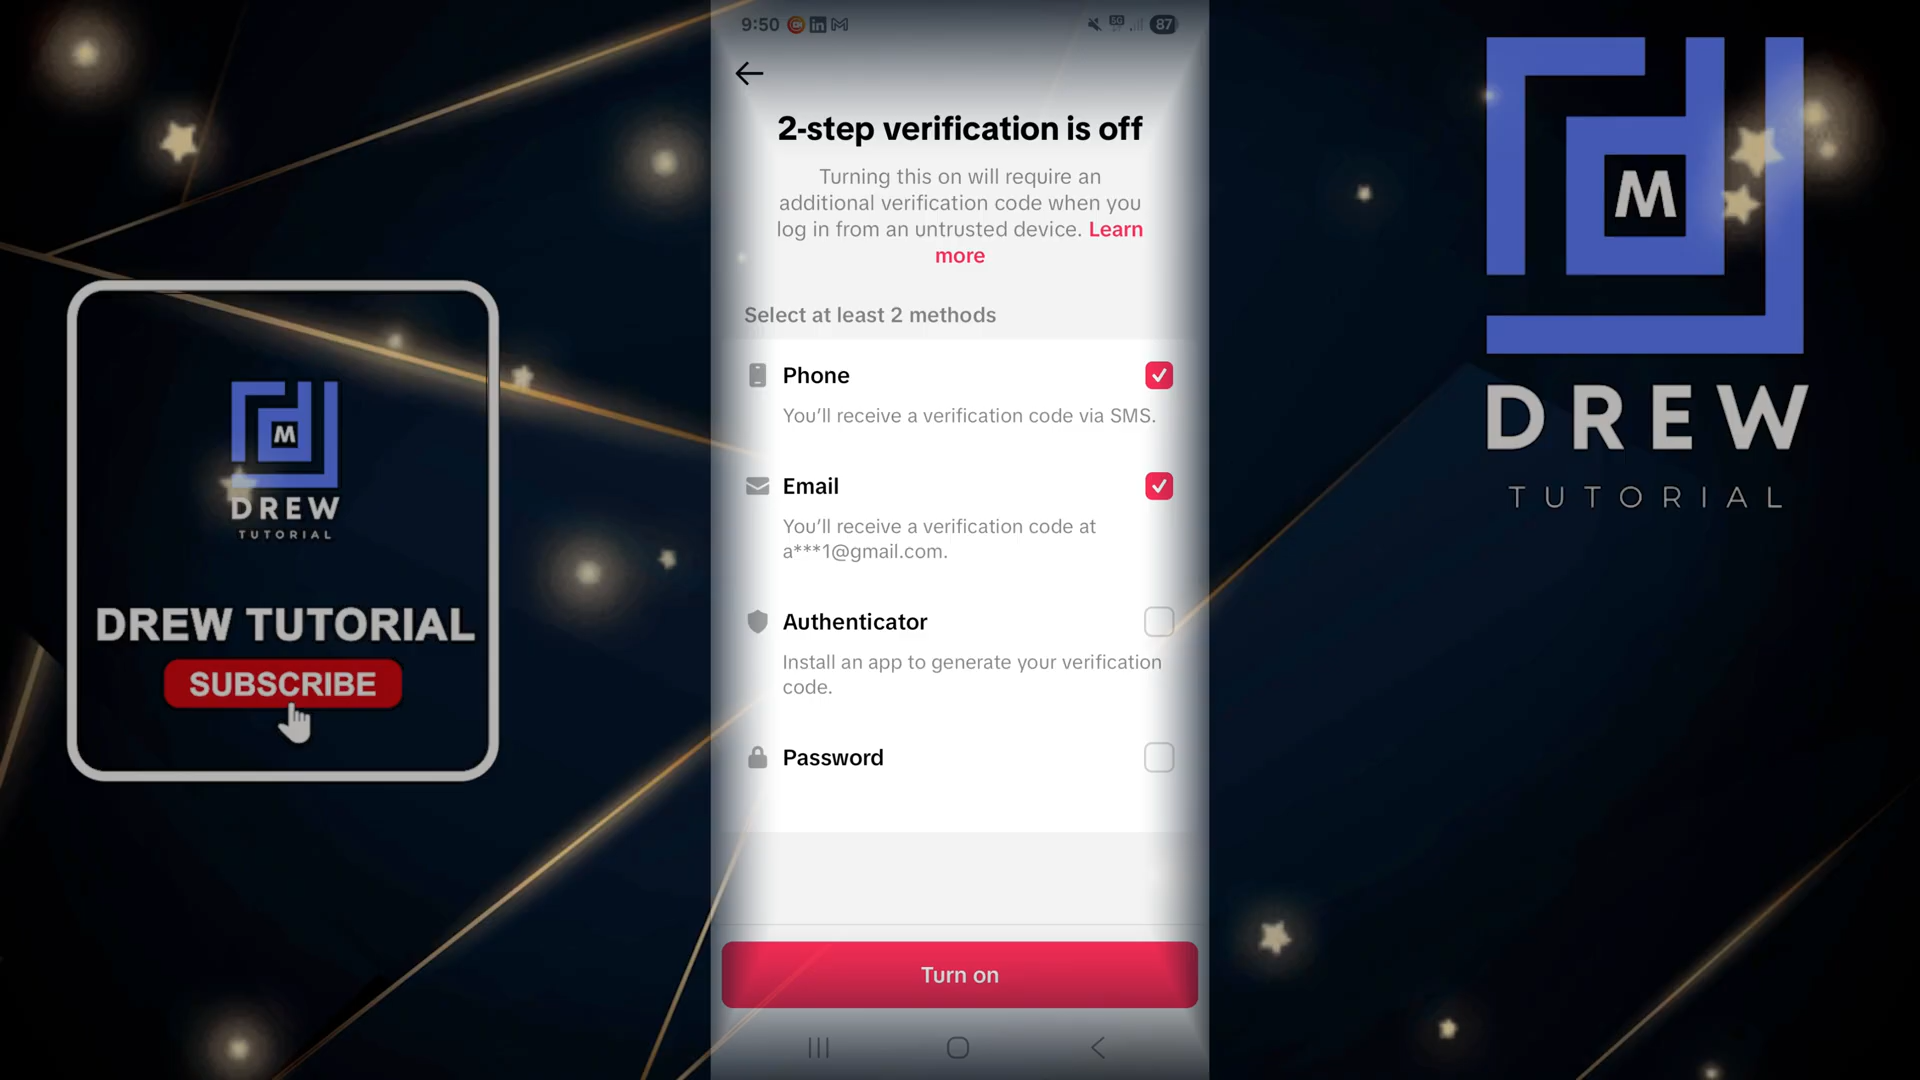 9:50
87
2-step verification is off
Turning this on will require an
additional verification code when you
log in from an untrusted device. Learn
more
Select at least 2 methods
Phone
You'll receive a verification code via SMS.
Email
You'll receive a verification code at
a***1@gmail.com.
Authenticator
Install an app to generate your verification
code.
Password
Turn on
M
DREW
TUTORIAL
DREW TUTORIAL
SUBSCRIBE
M
DREW
TUTORIAL